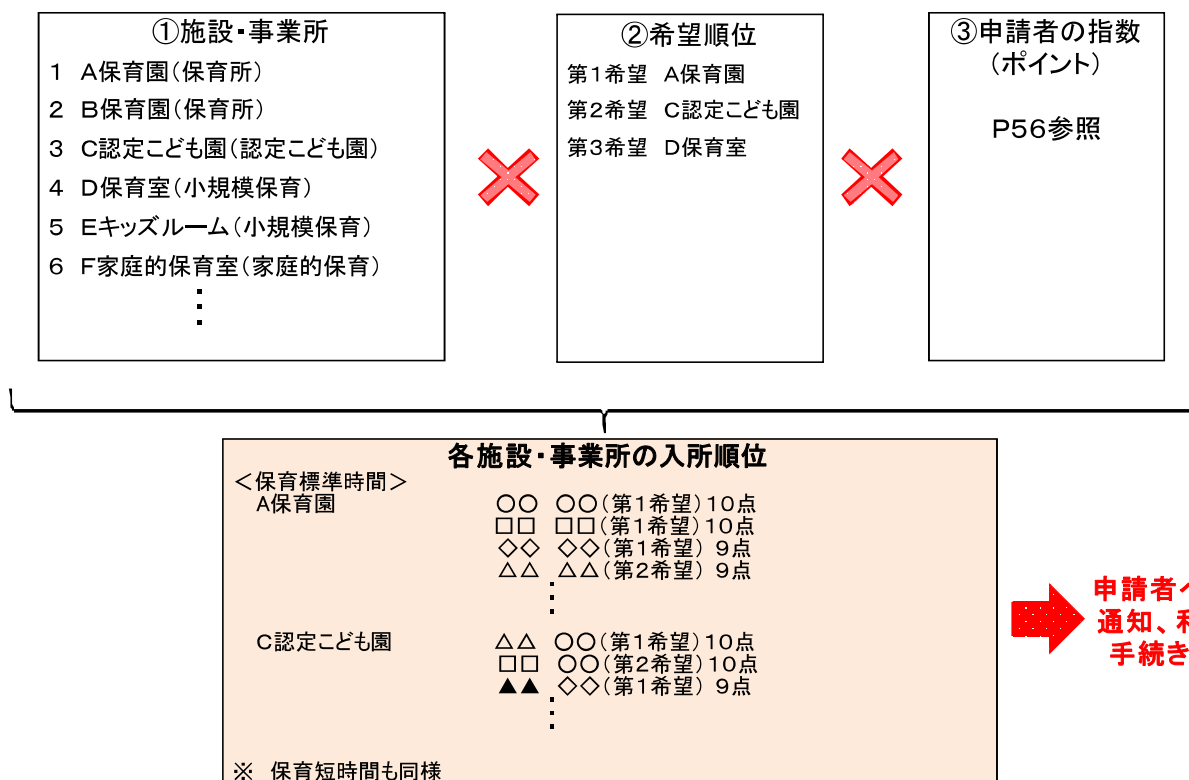 ①施設・事業所
1 A保育園(保育所)
2 B保育園(保育所)
3 C認定こども園(認定こども園)
4 D保育室(小規模保育)
5 Eキッズルーム(小規模保育)
6 F家庭的保育室(家庭的保育)
②希望順位
第1希望 A保育園
第2希望 C認定こども園
第3希望 D保育室
③申請者の指数
(ポイント)
P56参照
各施設・事業所の入所順位
＜保育標準時間＞
A保育園 ○○ ○○(第1希望)10点
□□ □□(第1希望)10点
◇◇ ◇◇(第1希望) 9点
△△ △△(第2希望) 9点
C認定こども園 △△ ○○(第1希望)10点
□□ ○○(第2希望)10点
▲▲ ◇◇(第1希望) 9点
※ 保育短時間も同様
申請者
通知、
手続き